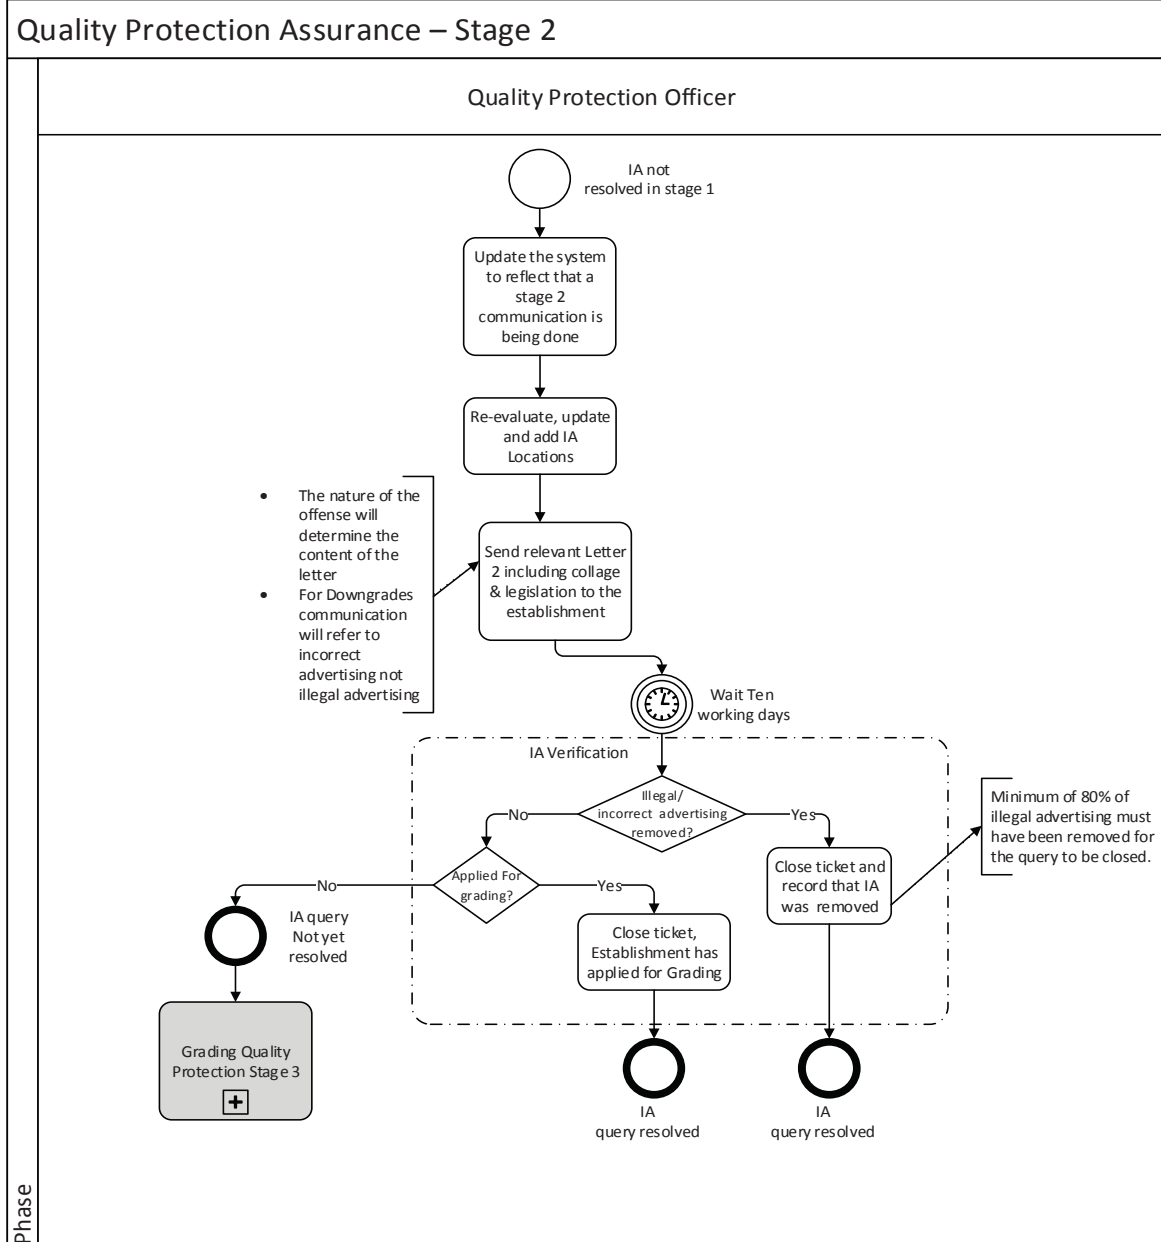 Quality Protection Assurance – Stage 2
Quality Protection Officer
IA not
resolved in stage 1
Update the system
to reflect that a
stage 2
communication is
being done
Re-evaluate, update
and add IA
Locations
• The nature of the
offense will
determine the
content of the
letter
• For Downgrades
communication
will refer to
incorrect
advertising not
illegal advertising
Send relevant Letter
2 including collage
& legislation to the
establishment
Wait Ten
working days
IA Verification
Illegal/
incorrect advertising
removed?
No
Yes
Minimum of 80% of
illegal advertising must
have been removed for
the query to be closed.
Applied For
grading?
No
Yes
Close ticket and
record that IA
was removed
IA query
Not yet
resolved
Close ticket,
Establishment has
applied for Grading
Grading Quality
Protection Stage 3
IA
query resolved
IA
query resolved
Phase